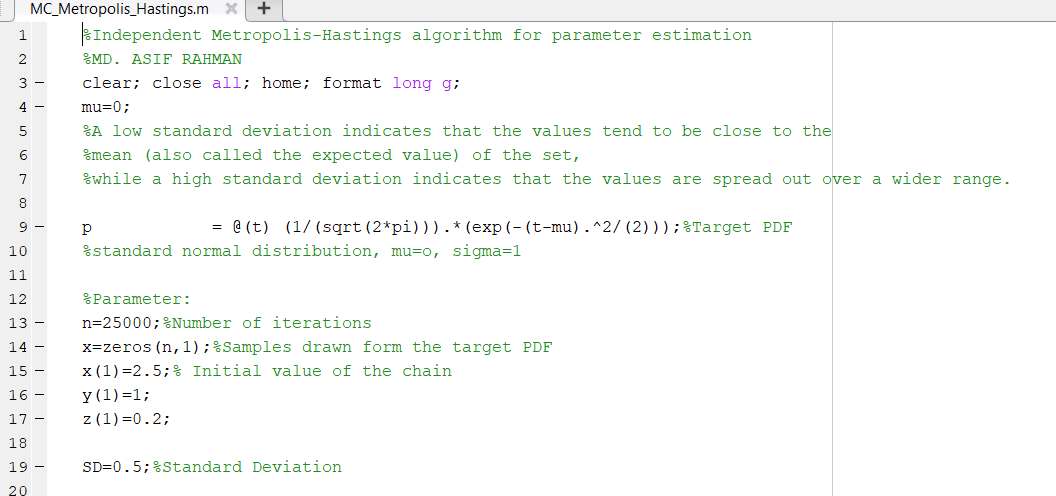 MC_Metropolis_Hastings.m × +
1 %Independent Metropolis-Hastings algorithm for parameter estimation
2 %MD. ASIF RAHMAN
3 – clear; close all; home; format long g;
4 – mu=0;
5 %A low standard deviation indicates that the values tend to be close to the
6 %mean (also called the expected value) of the set,
7 %while a high standard deviation indicates that the values are spread out over a wider range.
8
9 – p = @(t) (1/(sqrt(2*pi))).*(exp(-(t-mu).^2/(2)));%Target PDF
10 %standard normal distribution, mu=o, sigma=1
11
12 %Parameter:
13 – n=25000;%Number of iterations
14 – x=zeros(n,1);%Samples drawn form the target PDF
15 – x(1)=2.5;% Initial value of the chain
16 – y(1)=1;
17 – z(1)=0.2;
18
19 – SD=0.5;%Standard Deviation
20